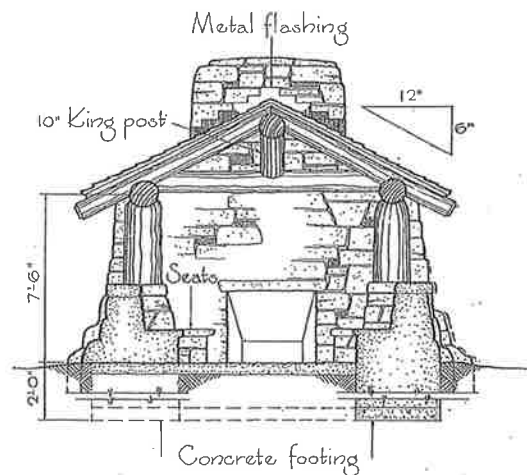 Metal flashing
12"
6"
10" King post
7'-6"
Seats
2'-0"
Concrete footing